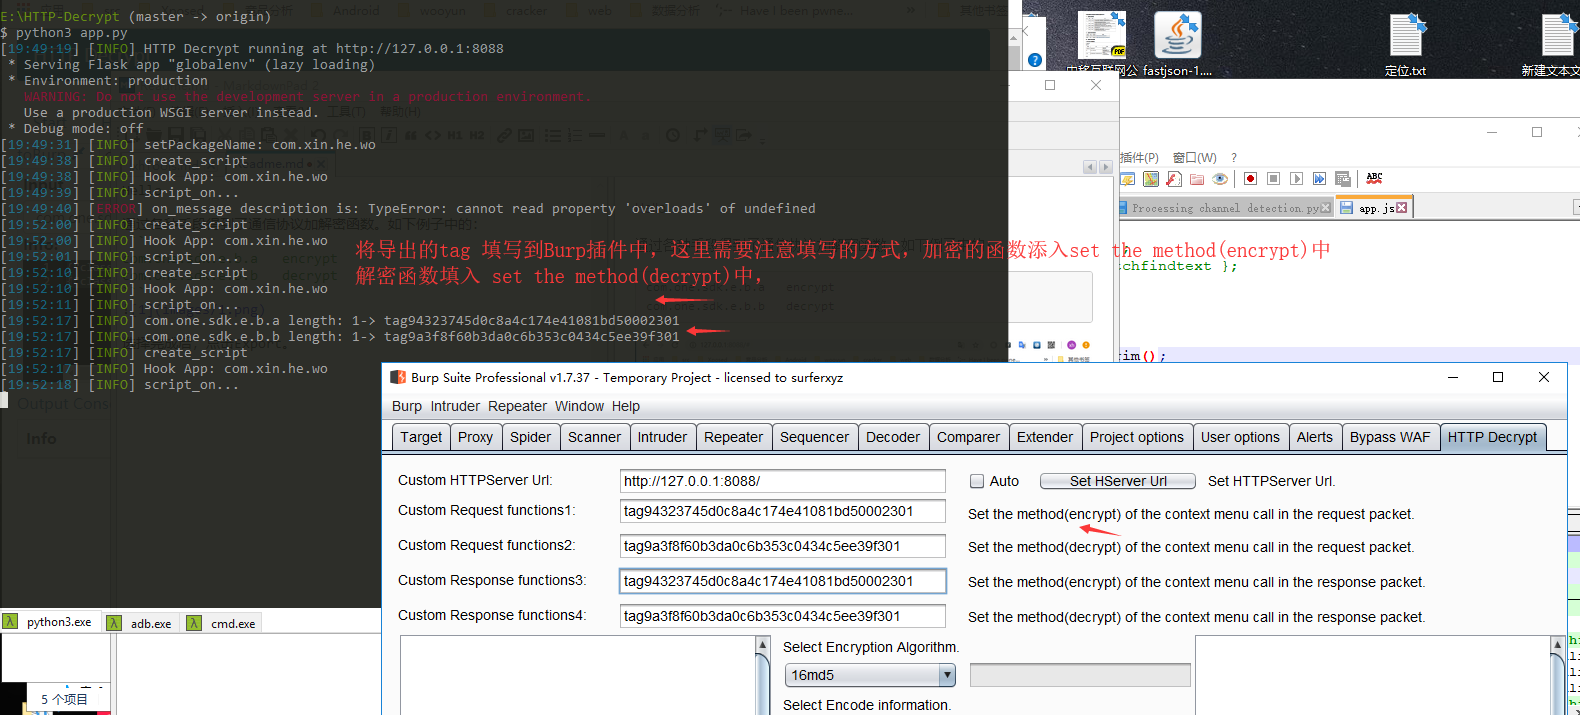 E:\HTTP-Decrypt (master -> origin)
$ python3 app.py
[19:49:19] [INFO] HTTP Decrypt running at http://127.0.0.1:8088
* Serving Flask app "globalenv" (lazy loading)
* Environment: production
WARNING: Do not use the development server in a production environment.
Use a production WSGI server instead.
* Debug mode: off
[19:49:31] [INFO] setPackageName: com.xin.he.wo
[19:49:38] [INFO] create_script
[19:49:38] [INFO] Hook App: com.xin.he.wo
[19:49:39] [INFO] script_on...
[19:49:40] [ERROR] on_message description is: TypeError: cannot read property 'overloads' of undefined
[19:52:00] [INFO] create_script
[19:52:00] [INFO] Hook App: com.xin.he.wo
[19:52:01] [INFO] script_on...
[19:52:10] [INFO] create_script
[19:52:10] [INFO] Hook App: com.xin.he.wo
[19:52:11] [INFO] script_on...
[19:52:17] [INFO] com.one.sdk.e.b.a length: 1-> tag94323745d0c8a4c174e41081bd50002301
[19:52:17] [INFO] com.one.sdk.e.b.b length: 1-> tag9a3f8f60b3da0c6b353c0434c5ee39f301
[19:52:17] [INFO] create_script
[19:52:17] [INFO] Hook App: com.xin.he.wo
[19:52:18] [INFO] script_on...
将导出的tag 填写到Burp插件中，这里需要注意填写的方式，加密的函数添入set the method(encrypt)中
解密函数填入 set the method(decrypt)中，
com.one.sdk.e.b.a encrypt
com.one.sdk.e.b.b decrypt
Output Cons
Info
fastjson-1....
定位.txt
新建文本文
插件(P) 窗口(W) ?
Processing channel detection.py
app.js
chfindtext };
im();
Burp Suite Professional v1.7.37 - Temporary Project - licensed to surferxyz
Burp Intruder Repeater Window Help
Target Proxy Spider Scanner Intruder Repeater Sequencer Decoder Comparer Extender Project options User options Alerts Bypass WAF HTTP Decrypt
Custom HTTPServer Url: http://127.0.0.1:8088/ Auto Set HServer Url Set HTTPServer Url.
Custom Request functions1: tag94323745d0c8a4c174e41081bd50002301 Set the method(encrypt) of the context menu call in the request packet.
Custom Request functions2: tag9a3f8f60b3da0c6b353c0434c5ee39f301 Set the method(decrypt) of the context menu call in the request packet.
Custom Response functions3: tag94323745d0c8a4c174e41081bd50002301 Set the method(encrypt) of the context menu call in the response packet.
Custom Response functions4: tag9a3f8f60b3da0c6b353c0434c5ee39f301 Set the method(decrypt) of the context menu call in the response packet.
Select Encryption Algorithm.
16md5
Select Encode information.
python3.exe adb.exe cmd.exe
5 个项目